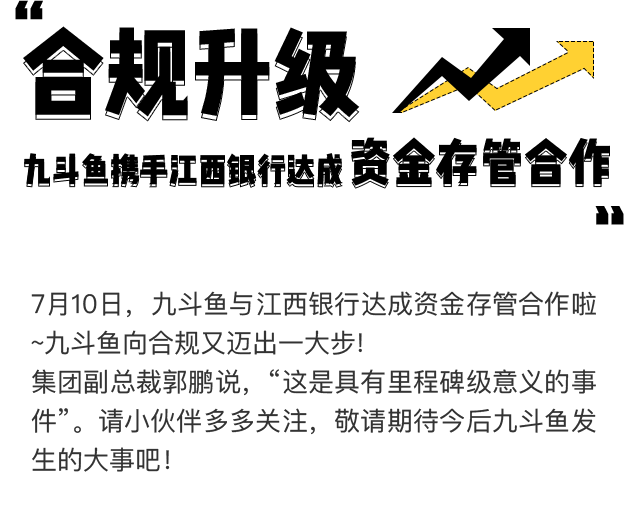 “
合规升级
九斗鱼携手江西银行达成资金存管合作
”
7月10日，九斗鱼与江西银行达成资金存管合作啦
~九斗鱼向合规又迈出一大步!
集团副总裁郭鹏说，“这是具有里程碑级意义的事
件”。请小伙伴多多关注，敬请期待今后九斗鱼发
生的大事吧！